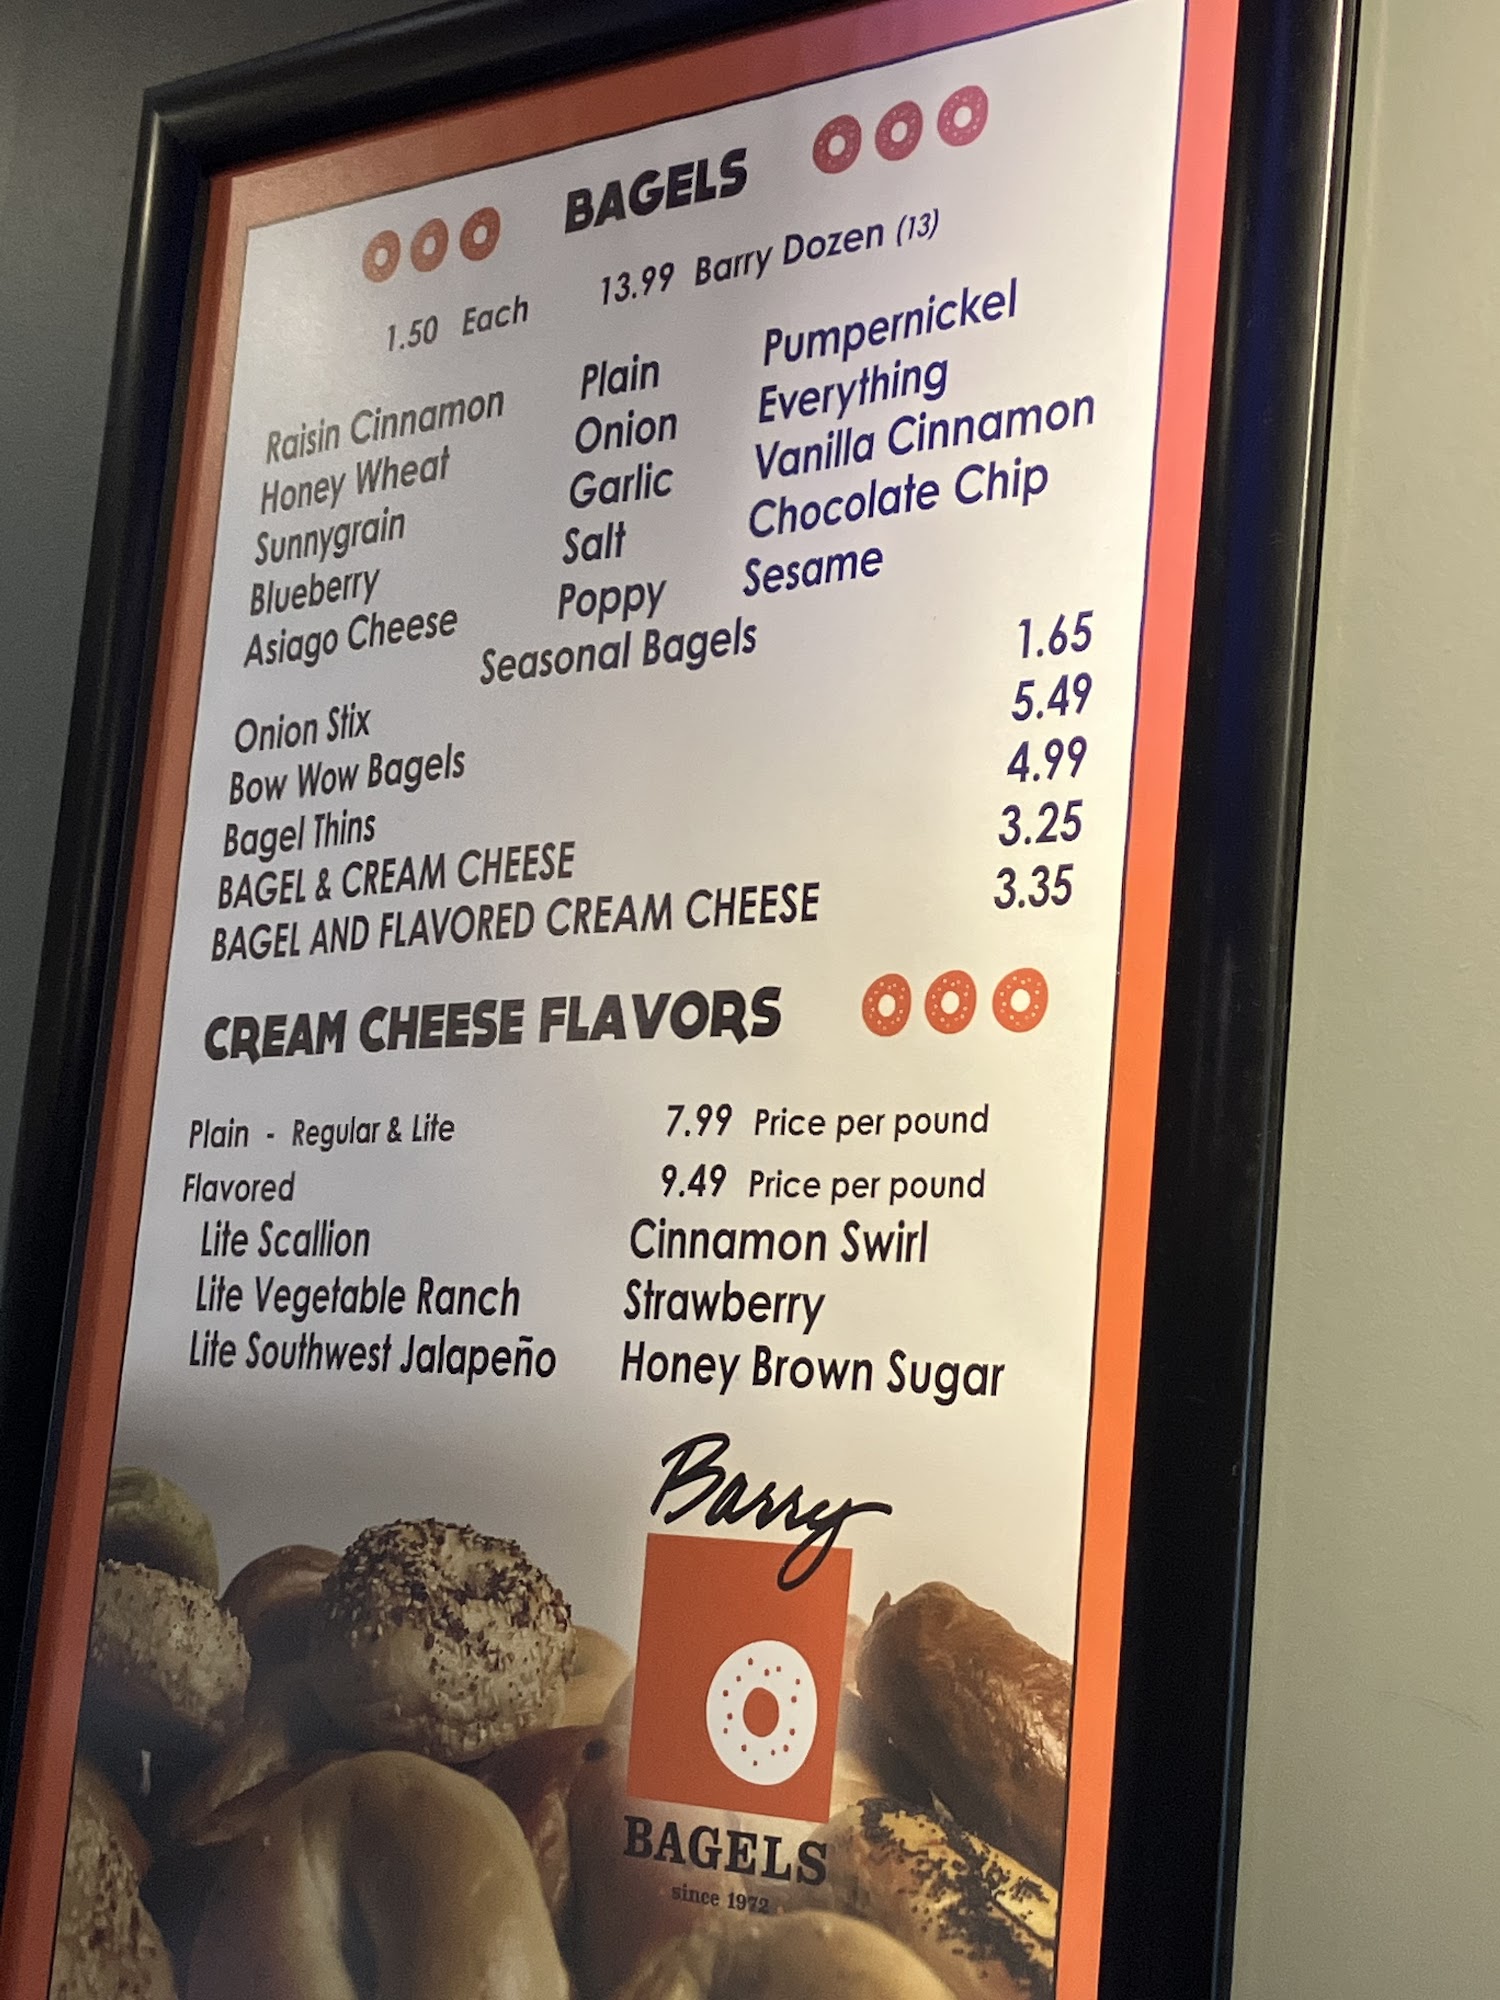 BAGELS
1.50 Each 13.99 Barry Dozen (13)
Raisin Cinnamon Plain Pumpernickel
Honey Wheat Onion Everything
Sunnygrain Garlic Vanilla Cinnamon
Blueberry Salt Chocolate Chip
Asiago Cheese Poppy Sesame
Seasonal Bagels
Onion Stix 1.65
Bow Wow Bagels 5.49
Bagel Thins 4.99
BAGEL & CREAM CHEESE 3.25
BAGEL AND FLAVORED CREAM CHEESE 3.35
CREAM CHEESE FLAVORS
Plain - Regular & Lite 7.99 Price per pound
Flavored 9.49 Price per pound
Lite Scallion Cinnamon Swirl
Lite Vegetable Ranch Strawberry
Lite Southwest Jalapeño Honey Brown Sugar
Barry
BAGELS
since 1972